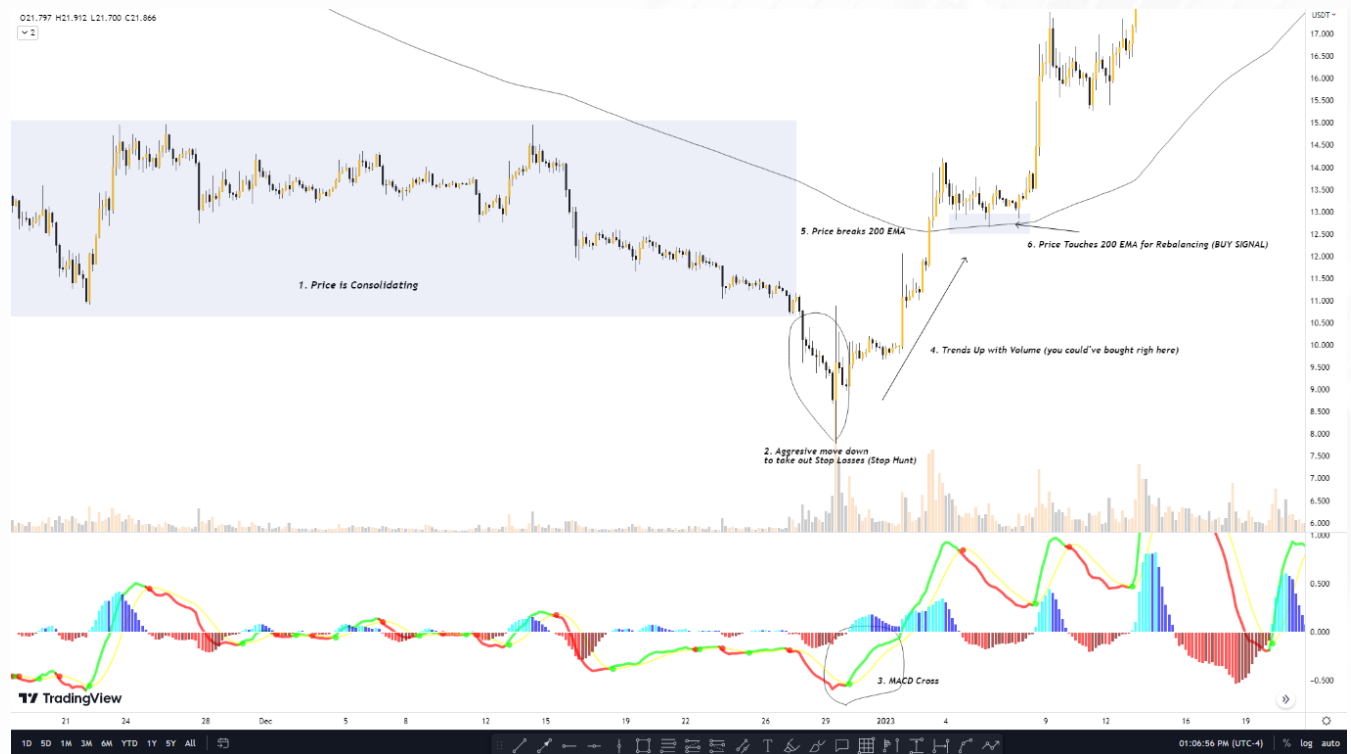 O21.797 H21.912 L21.700 C21.866
2
USDT
17.000
16.500
16.000
15.500
15.000
14.500
14.000
13.500
13.000
12.500
12.000
11.500
11.000
10.500
10.000
9.500
9.000
8.500
8.000
7.500
7.000
6.500
6.000
5. Price breaks 200 EMA
6. Price Touches 200 EMA for Rebalancing (BUY SIGNAL)
1. Price is Consolidating
4. Trends Up with Volume (you could've bought righ here)
2. Aggresive move down
to take out Stop Losses (Stop Hunt)
1.000
0.500
0.000
-0.500
3. MACD Cross
TradingView
21 24 28 Dec 5 8 12 15 19 22 26 29 2023 4 9 12 16 19
1D 5D 1M 3M 6M YTD 1Y 5Y All
01:06:56 PM (UTC-4) % log auto